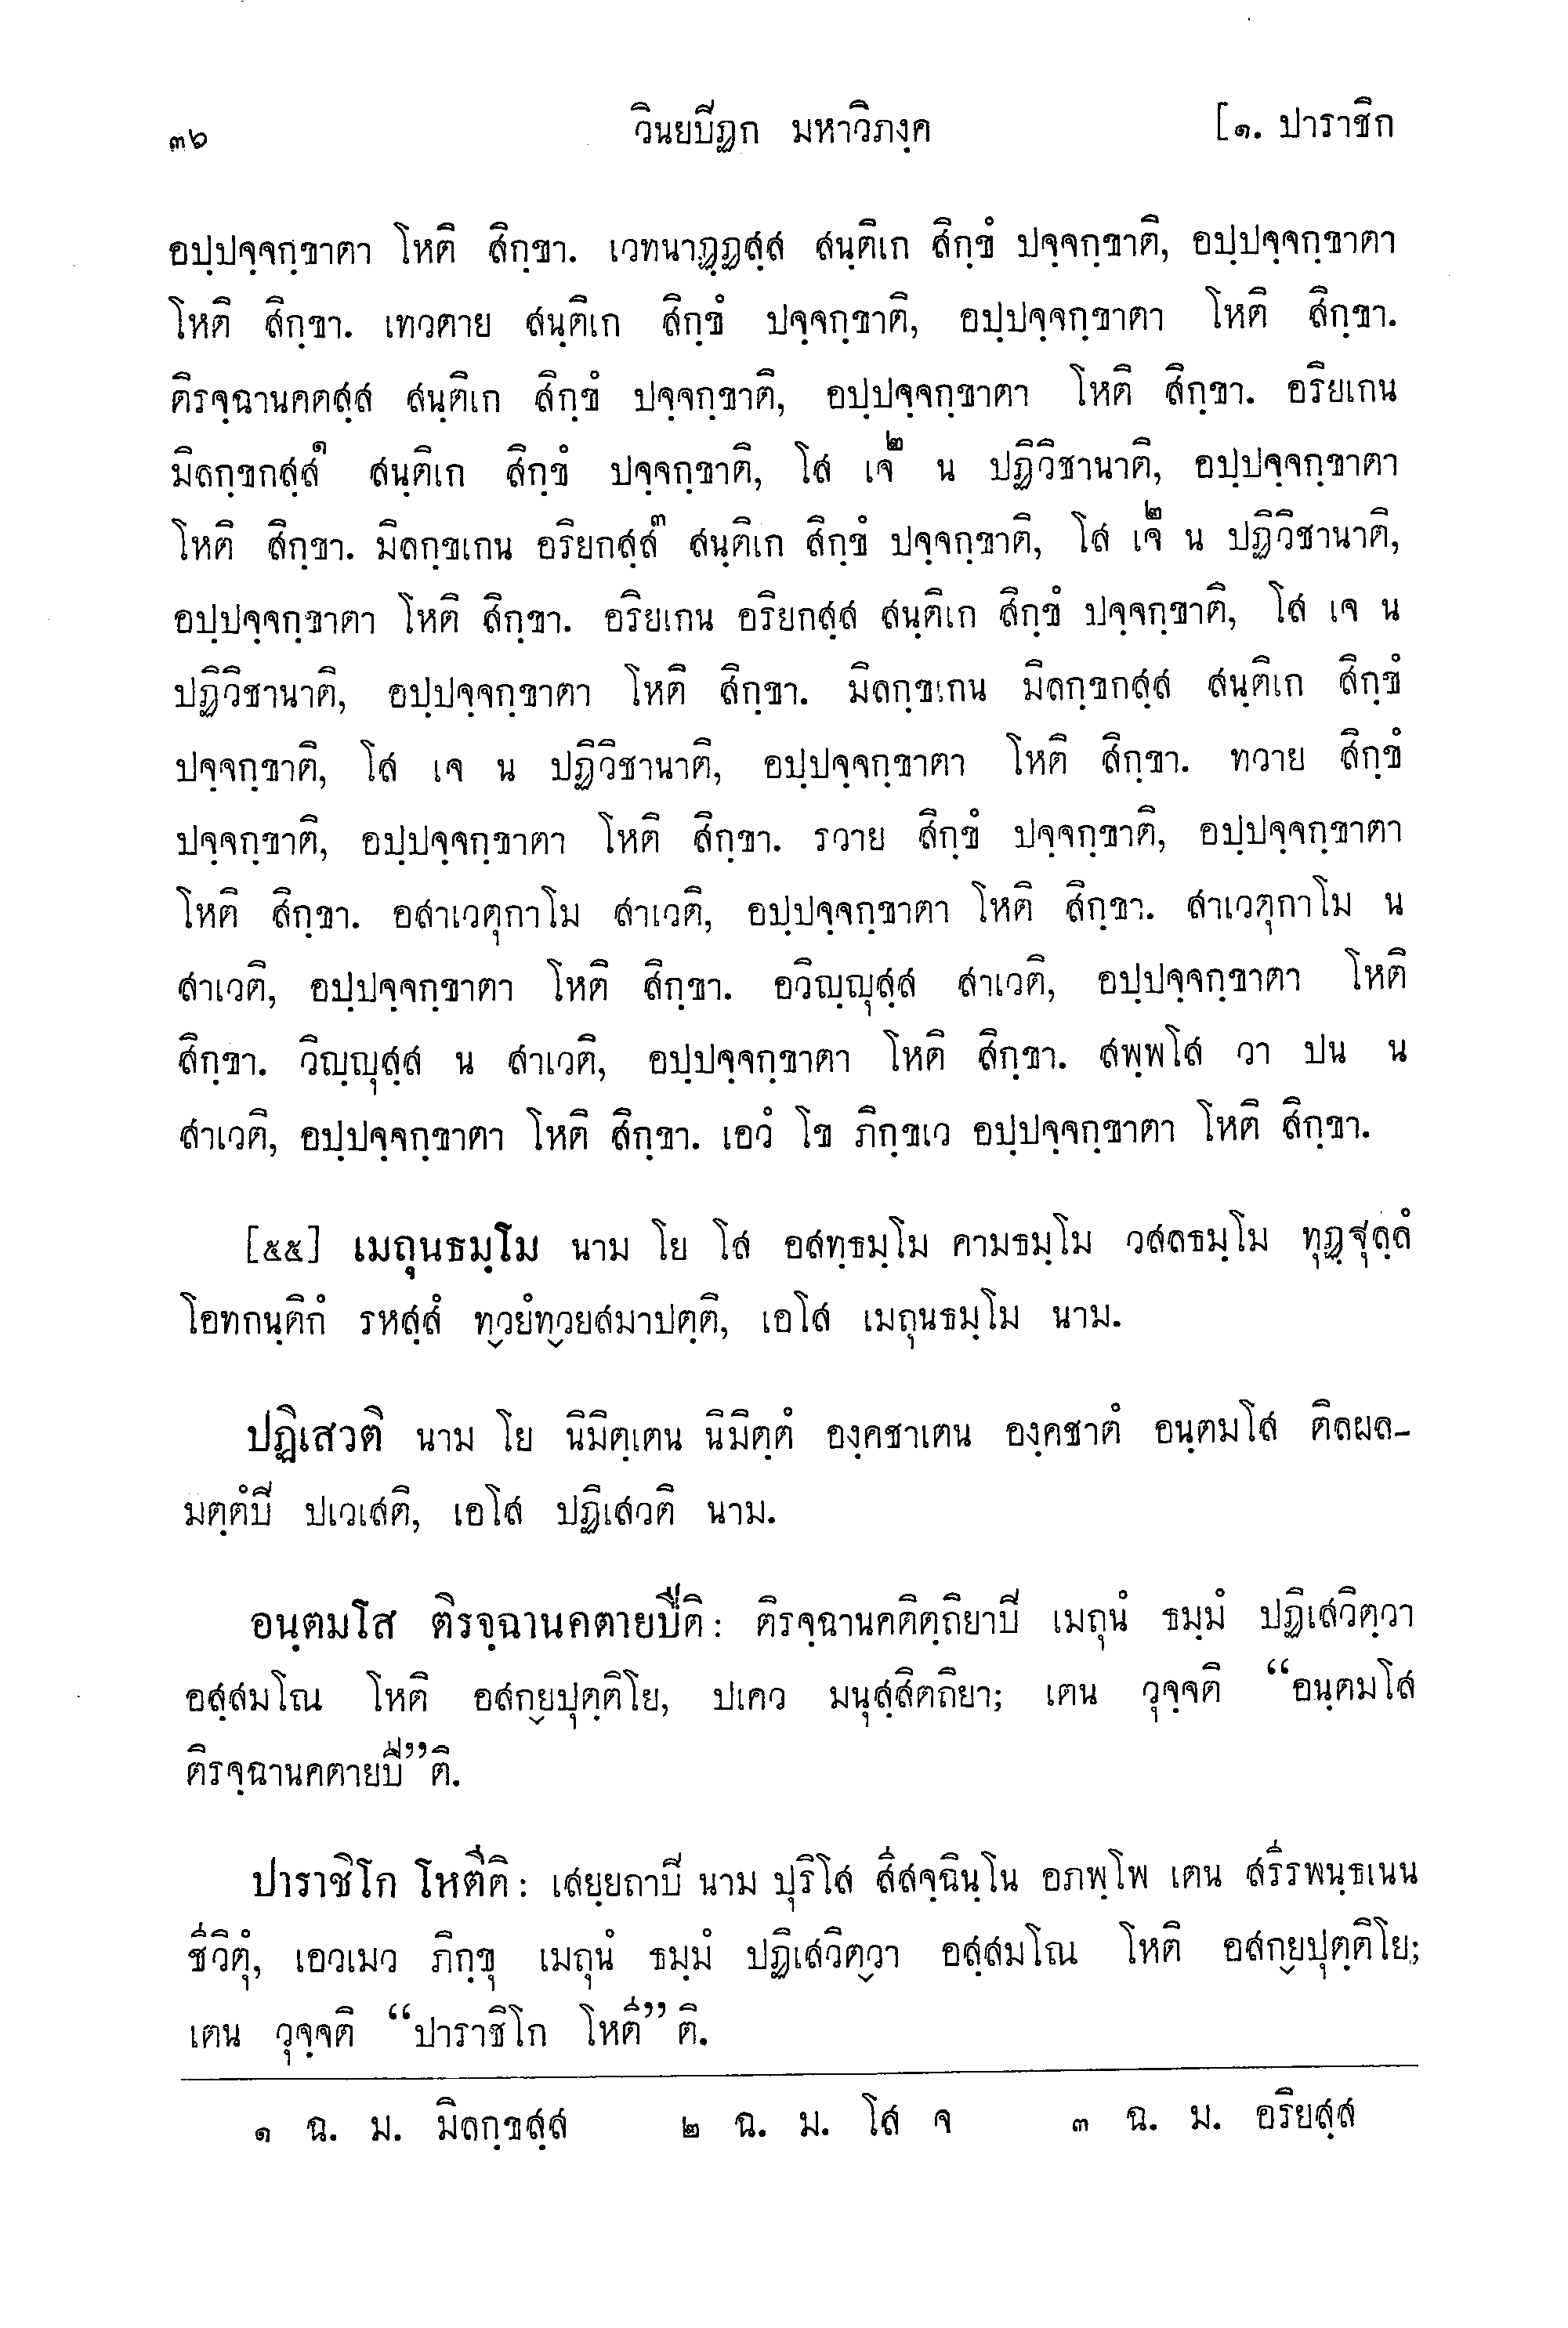 ๓๖ วินยปิฏก มหาวิภงฺค [๑. ปาราชิก
อปฺปจฺจกฺขาตา โหติ สิกฺขา. เวทนาฏฺฏสฺส สนฺติเก สิกฺขํ ปจฺจกฺขาติ, อปฺปจฺจกฺขาตา
โหติ สิกฺขา. เทวตาย สนฺติเก สิกฺขํ ปจฺจกฺขาติ, อปฺปจฺจกฺขาตา โหติ สิกฺขา.
ติรจฺฉานคตสฺส สนฺติเก สิกฺขํ ปจฺจกฺขาติ, อปฺปจฺจกฺขาตา โหติ สิกฺขา. อริยเกน
มิลกฺขกสฺส๑ สนฺติเก สิกฺขํ ปจฺจกฺขาติ, โส เจ๒ น ปฏิวิชานาติ, อปฺปจฺจกฺขาตา
โหติ สิกฺขา. มิลกฺขเกน อริยกสฺส๓ สนฺติเก สิกฺขํ ปจฺจกฺขาติ, โส เจ๒ น ปฏิวิชานาติ,
อปฺปจฺจกฺขาตา โหติ สิกฺขา. อริยเกน อริยกสฺส สนฺติเก สิกฺขํ ปจฺจกฺขาติ, โส เจ น
ปฏิวิชานาติ, อปฺปจฺจกฺขาตา โหติ สิกฺขา. มิลกฺขเกน มิลกฺขกสฺส สนฺติเก สิกฺขํ
ปจฺจกฺขาติ, โส เจ น ปฏิวิชานาติ, อปฺปจฺจกฺขาตา โหติ สิกฺขา. ทวาย สิกฺขํ
ปจฺจกฺขาติ, อปฺปจฺจกฺขาตา โหติ สิกฺขา. รวาย สิกฺขํ ปจฺจกฺขาติ, อปฺปจฺจกฺขาตา
โหติ สิกฺขา. อสาเวตุกาโม สาเวติ, อปฺปจฺจกฺขาตา โหติ สิกฺขา. สาเวตุกาโม น
สาเวติ, อปฺปจฺจกฺขาตา โหติ สิกฺขา. อวิญฺญุสฺส สาเวติ, อปฺปจฺจกฺขาตา โหติ
สิกฺขา. วิญฺญุสฺส น สาเวติ, อปฺปจฺจกฺขาตา โหติ สิกฺขา. สพฺพโส วา ปน น
สาเวติ, อปฺปจฺจกฺขาตา โหติ สิกฺขา. เอวํ โข ภิกฺขเว อปฺปจฺจกฺขาตา โหติ สิกฺขา.
[๕๕] เมถุนธมฺโม นาม โย โส อสทฺธมฺโม คามธมฺโม วสลธมฺโม ทุฏฺฐุลฺลํ
โอทกนฺติกํ รหสฺสํ ทฺวยํทฺวยสมาปตฺติ, เอโส เมถุนธมฺโม นาม.
ปฏิเสวติ นาม โย นิมิตฺเตน นิมิตฺตํ องฺคชาเตน องฺคชาตํ อนฺตมโส ติลผล-
มตฺตํปิ ปเวเสติ, เอโส ปฏิเสวติ นาม.
อนฺตมโส ติรจฺฉานคตายปีติ: ติรจฺฉานคติตฺถิยาปิ เมถุนํ ธมฺมํ ปฏิเสวิตฺวา
อสฺสมโณ โหติ อสกฺยปุตฺติโย, ปเคว มนุสฺสิตถิยา; เตน วุจฺจติ “อนฺตมโส
ติรจฺฉานคตายปี”ติ.
ปาราชิโก โหตีติ: เสยฺยถาปิ นาม ปุริโส สีสจฺฉินฺโน อภพฺโพ เตน สรีรพนฺธเนน
ชีวิตุํ, เอวเมว ภิกฺขุ เมถุนํ ธมฺมํ ปฏิเสวิตฺวา อสฺสมโณ โหติ อสกฺยปุตฺติโย;
เตน วุจฺจติ “ปาราชิโก โหตี” ติ.
๑ ฉ. ม. มิลกฺขสฺส ๒ ฉ. ม. โส จ ๓ ฉ. ม. อริยสฺส